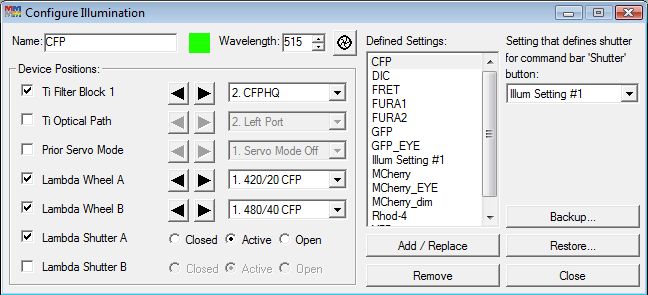 Configure Illumination
Name: CFP
Wavelength: 515
Device Positions:
Ti Filter Block 1
2. CFPHQ
Ti Optical Path
2. Left Port
Prior Servo Mode
1. Servo Mode Off
Lambda Wheel A
1. 420/20 CFP
Lambda Wheel B
1. 480/40 CFP
Lambda Shutter A
Closed Active Open
Lambda Shutter B
Closed Active Open
Defined Settings:
CFP
DIC
FRET
FURA1
FURA2
GFP
GFP_EYE
Illum Setting #1
MCherry
MCherry_EYE
MCherry_dim
Rhod-4
Add / Replace
Remove
Setting that defines shutter
for command bar 'Shutter'
button:
Illum Setting #1
Backup...
Restore...
Close